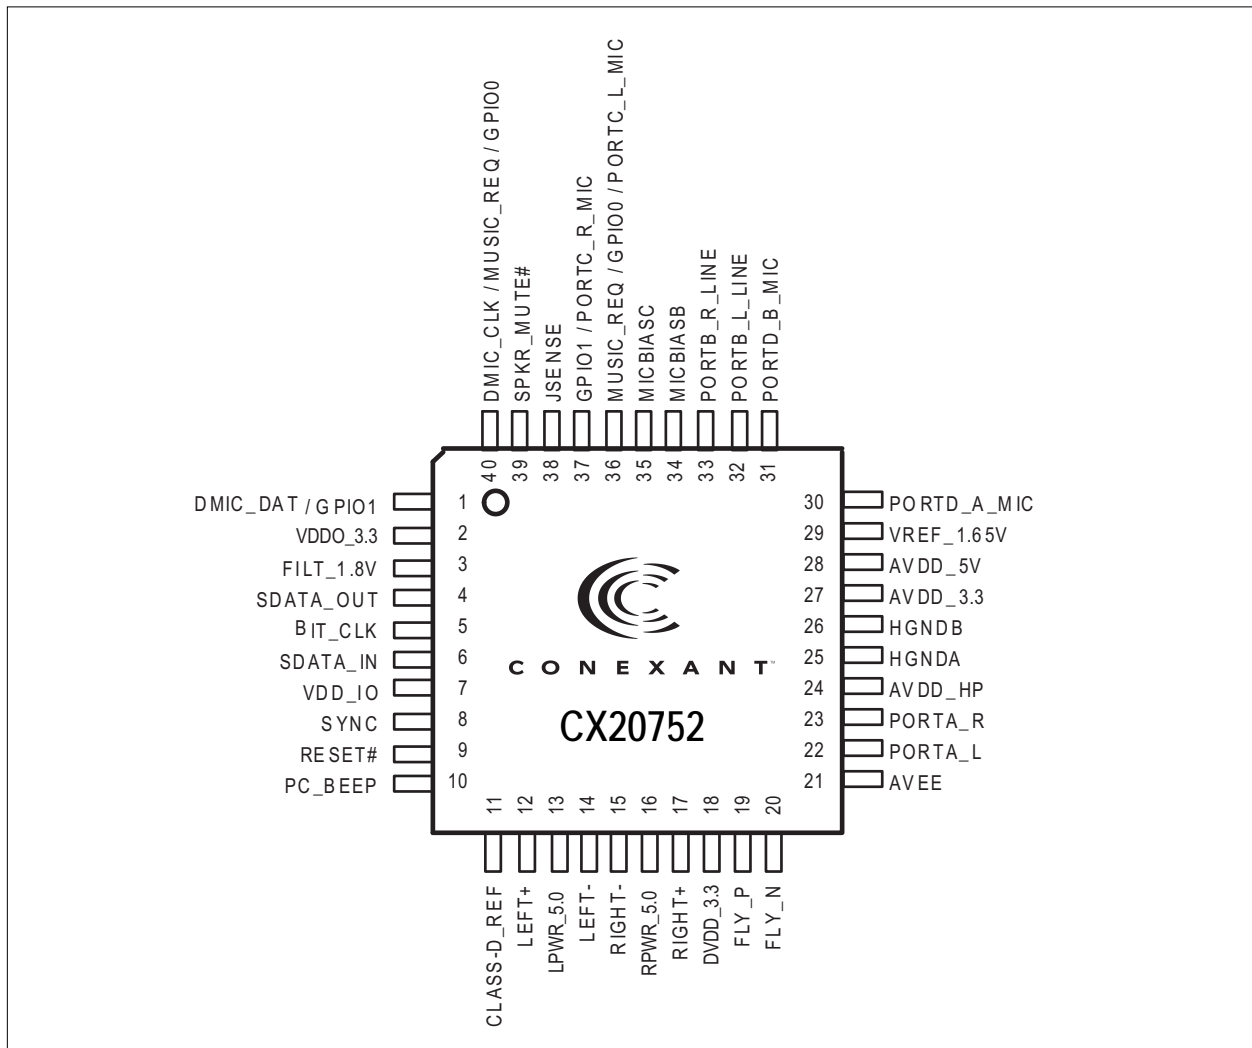 DMIC_CLK / MUSIC_REQ / GPIO0
SPKR_MUTE#
JSENSE
GPIO1 / PORTC_R_MIC
MUSIC_REQ / GPIO0 / PORTC_L_MIC
MICBIASC
MICBIASB
PORTB_R_LINE
PORTB_L_LINE
PORTD_B_MIC
40 39 38 37 36 35 34 33 32 31
DMIC_DAT / GPIO1 1
VDDO_3.3 2
FILT_1.8V 3
SDATA_OUT 4
BIT_CLK 5
SDATA_IN 6
VDD_IO 7
SYNC 8
RESET# 9
PC_BEEP 10
CONEXANT™
CX20752
30 PORTD_A_MIC
29 VREF_1.65V
28 AVDD_5V
27 AVDD_3.3
26 HGNDB
25 HGNDA
24 AVDD_HP
23 PORTA_R
22 PORTA_L
21 AVEE
11 12 13 14 15 16 17 18 19 20
CLASS-D_REF
LEFT+
LPWR_5.0
LEFT-
RIGHT-
RPWR_5.0
RIGHT+
DVDD_3.3
FLY_P
FLY_N